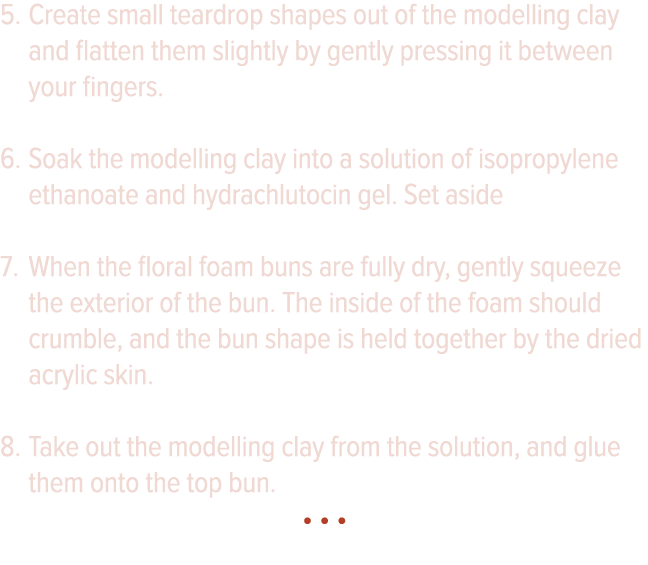 5. Create small teardrop shapes out of the modelling clay
and flatten them slightly by gently pressing it between
your fingers.
6. Soak the modelling clay into a solution of isopropylene
ethanoate and hydrachlutocin gel. Set aside
7. When the floral foam buns are fully dry, gently squeeze
the exterior of the bun. The inside of the foam should
crumble, and the bun shape is held together by the dried
acrylic skin.
8. Take out the modelling clay from the solution, and glue
them onto the top bun.
• • •